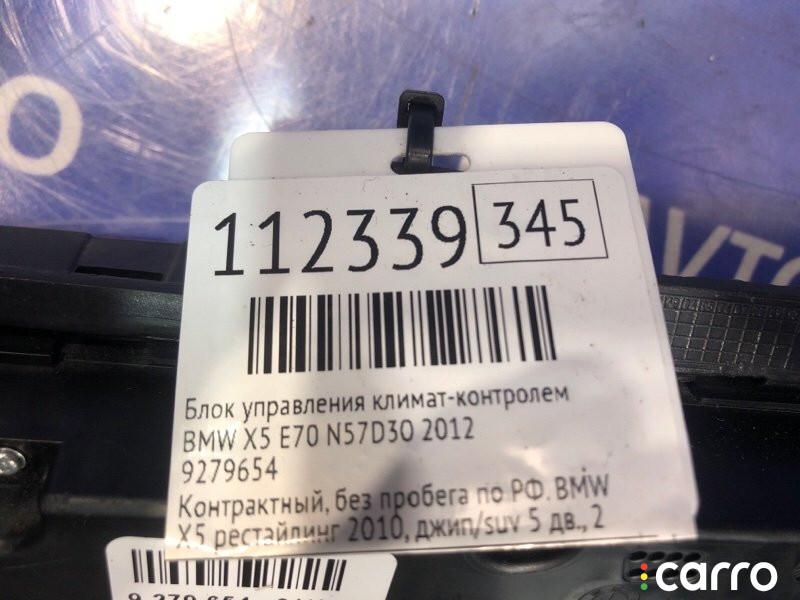 112339 345
Блок управления климат-контролем
BMW X5 E70 N57D30 2012
9279654
Контрактный, без пробега по РФ. BMW
X5 рестайлинг 2010, джип/suv 5 дв., 2
carro